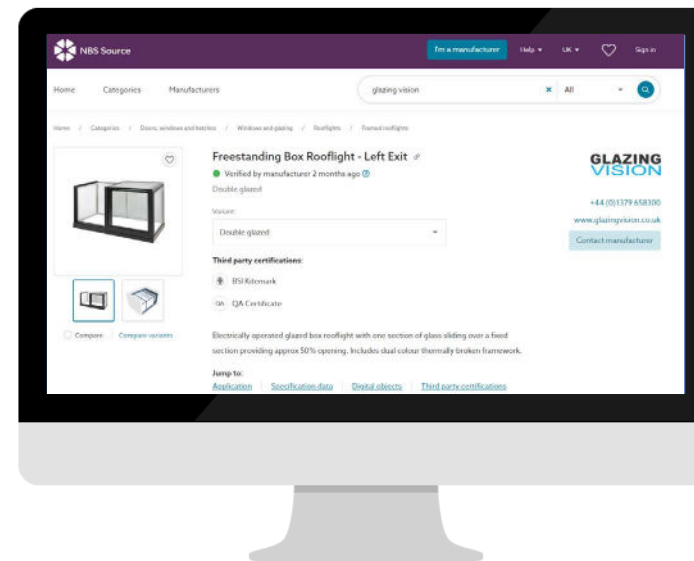 NBS Source
I'm a manufacturer Help UK Sign in
Home Categories Manufacturers glazing vision × All
Home / Categories / Doors, windows and hatches / Windows and glazing / Rooflights / Framed rooflights
Freestanding Box Rooflight - Left Exit
Verified by manufacturer 2 months ago ?
Double glazed
Variant:
Double glazed
Third party certifications:
BSI Kitemark
QA QA Certificate
Compare Compare variants
Electrically operated glazed box rooflight with one section of glass sliding over a fixed
section providing approx 50% opening. Includes dual colour thermally broken framework.
Jump to:
Application Specification data Digital objects Third party certifications
GLAZING
VISION
+44 (0)1379 658300
www.glazingvision.co.uk
Contact manufacturer